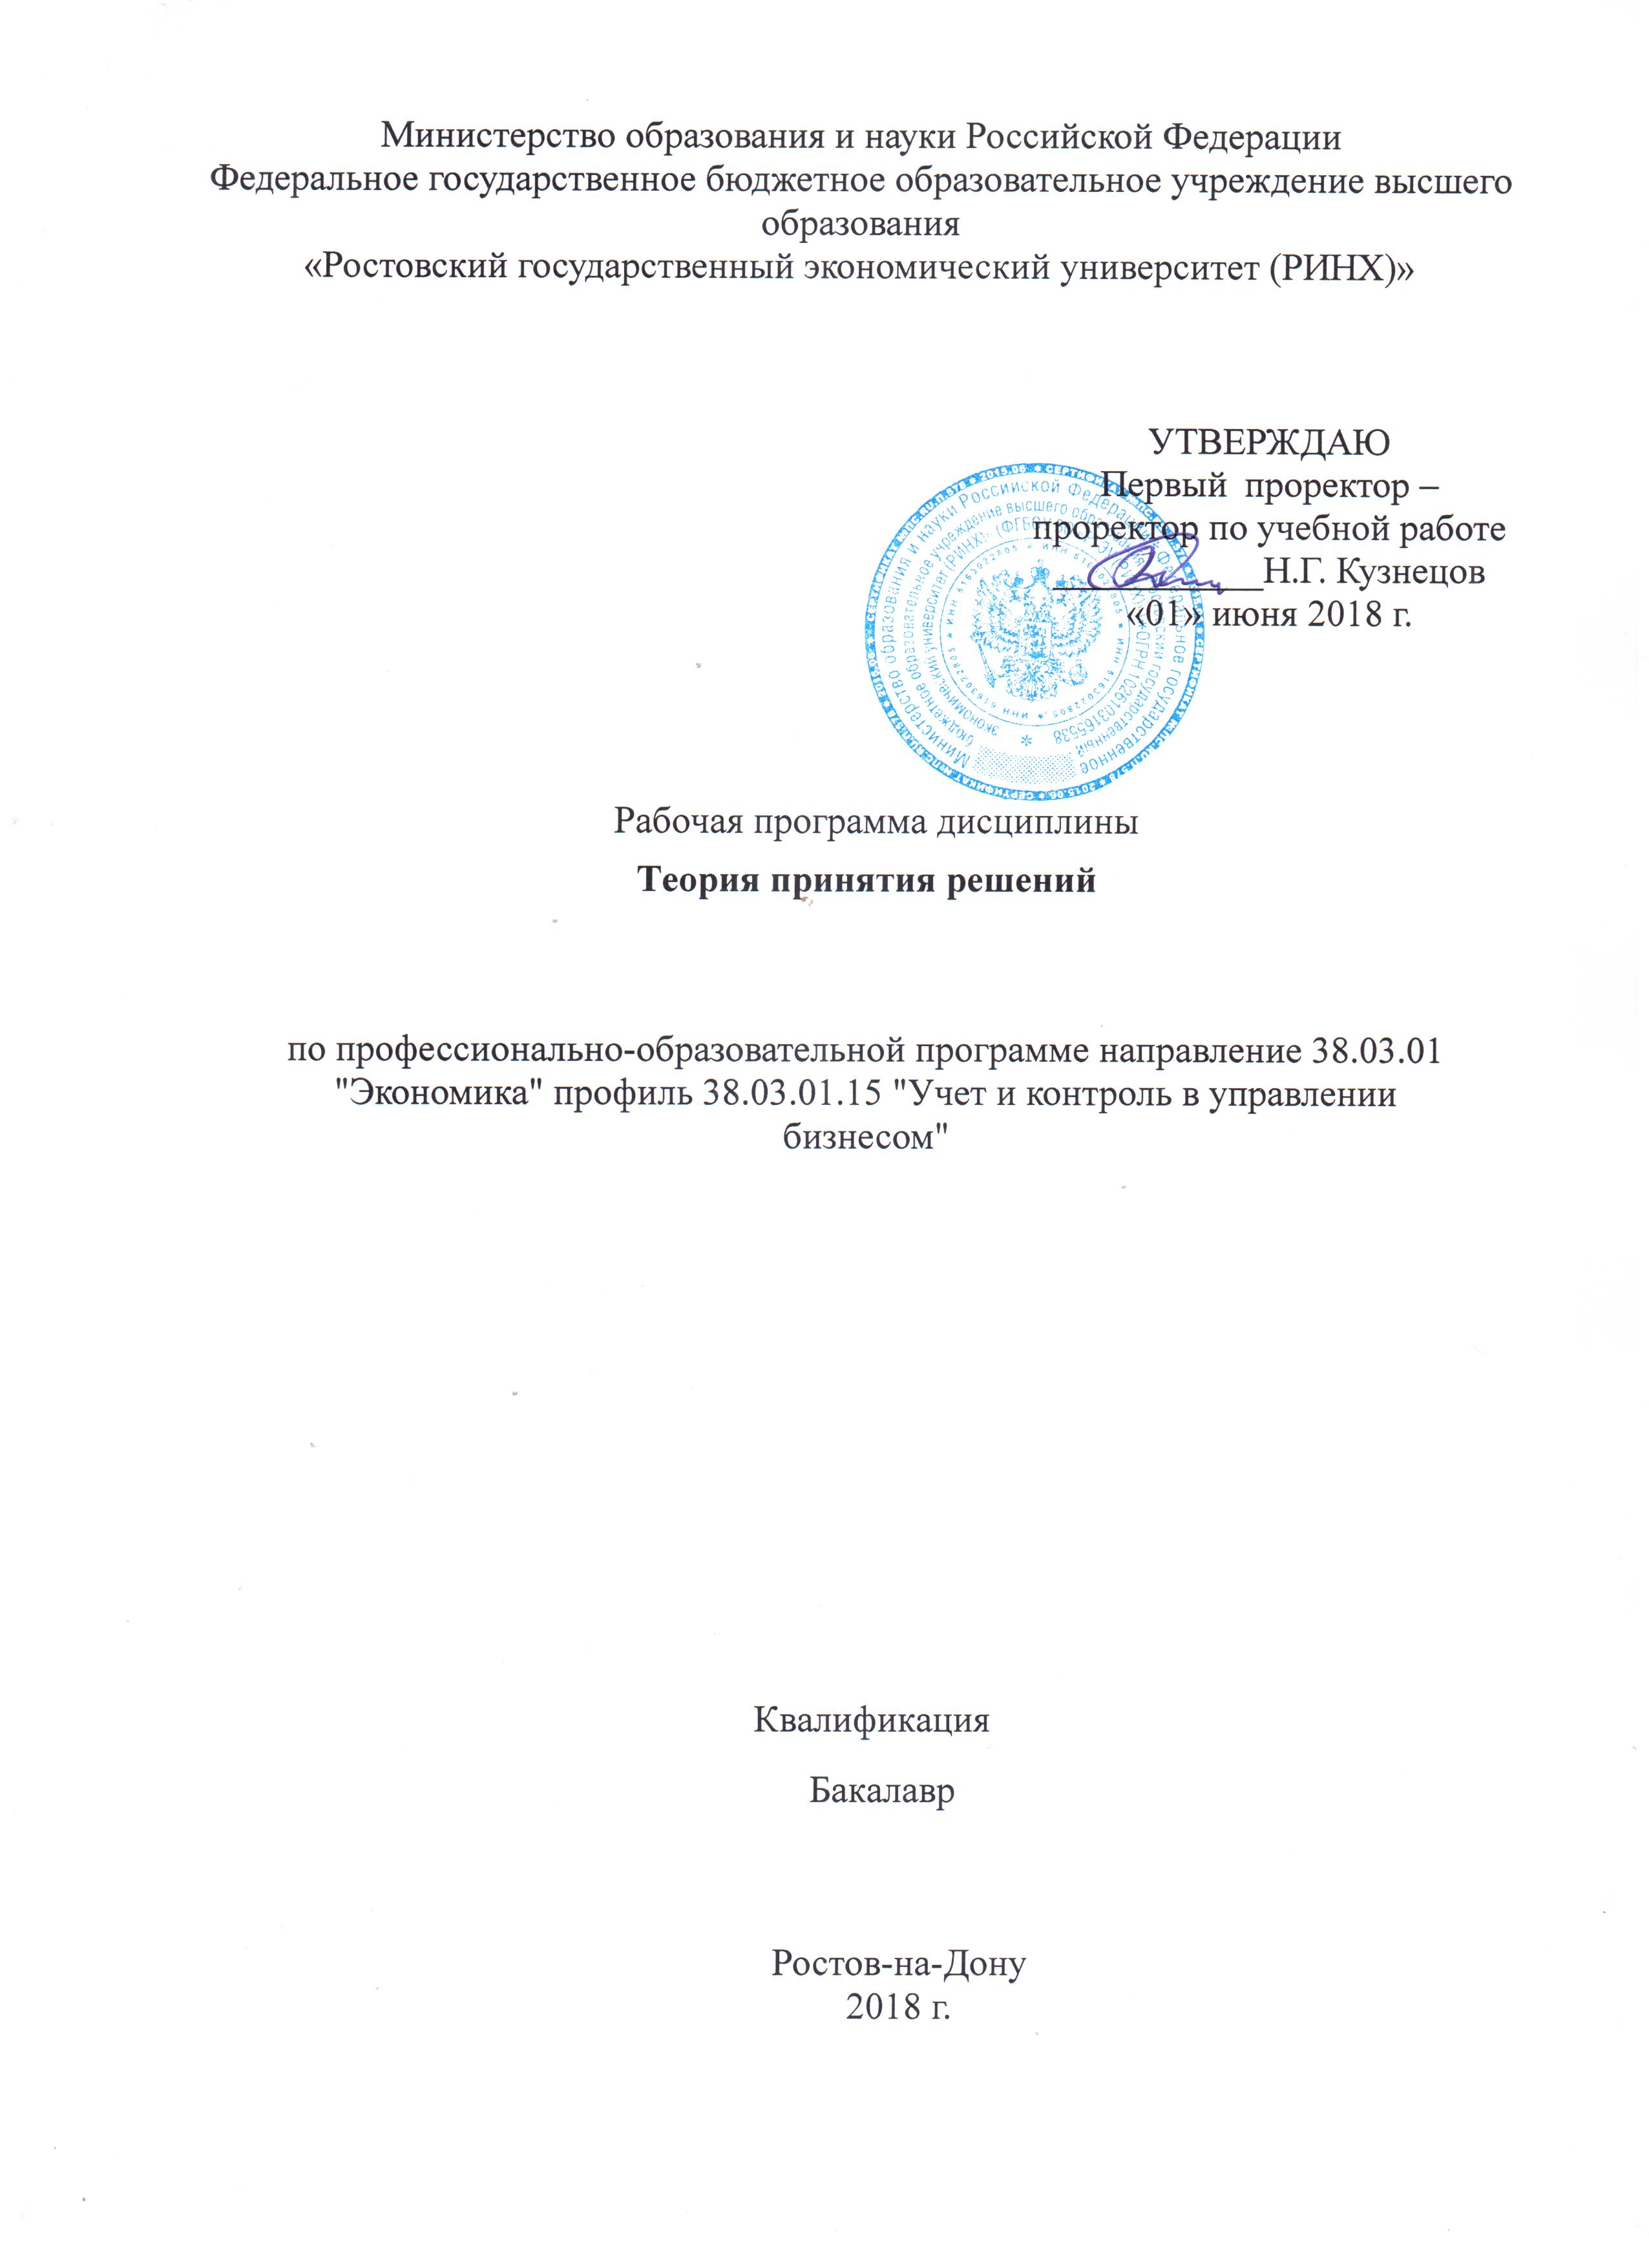 Министерство образования и науки Российской Федерации
Федеральное государственное бюджетное образовательное учреждение высшего
образования
«Ростовский государственный экономический университет (РИНХ)»
УТВЕРЖДАЮ
Первый проректор –
проректор по учебной работе
Н.Г. Кузнецов
«01» июня 2018 г.
Рабочая программа дисциплины
Теория принятия решений
по профессионально-образовательной программе направление 38.03.01
"Экономика" профиль 38.03.01.15 "Учет и контроль в управлении
бизнесом"
Квалификация
Бакалавр
Ростов-на-Дону
2018 г.